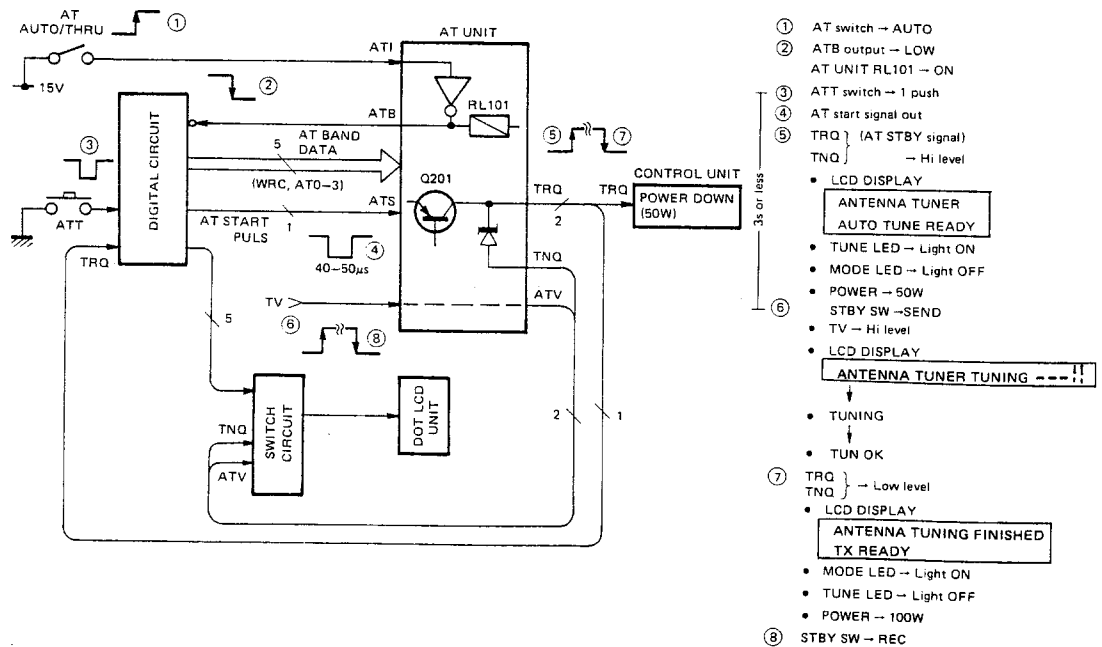 AT
AUTO/THRU
①
15V
②
③
ATT
DIGITAL CIRCUIT
TRQ
5
AT UNIT
ATI
ATB
RL101
AT BAND
DATA
5
(WRC, AT0–3)
ATS
AT START
PULS
1
④
40–50μs
Q201
TV
⑥
⑧
⑤
⑦
TRQ
2
TRQ
TNQ
ATV
CONTROL UNIT
POWER DOWN
(50W)
SWITCH
CIRCUIT
TNQ
ATV
DOT LCD
UNIT
2
1
3s or less
① AT switch → AUTO
② ATB output → LOW
AT UNIT RL101 → ON
③ ATT switch → 1 push
④ AT start signal out
⑤ TRQ } (AT STBY signal)
TNQ } → Hi level
• LCD DISPLAY
ANTENNA TUNER
AUTO TUNE READY
• TUNE LED → Light ON
• MODE LED → Light OFF
• POWER → 50W
⑥ STBY SW → SEND
• TV → Hi level
• LCD DISPLAY
ANTENNA TUNER TUNING ---
• TUNING
• TUN OK
⑦ TRQ
TNQ } → Low level
• LCD DISPLAY
ANTENNA TUNING FINISHED
TX READY
• MODE LED → Light ON
• TUNE LED → Light OFF
• POWER → 100W
⑧ STBY SW → REC